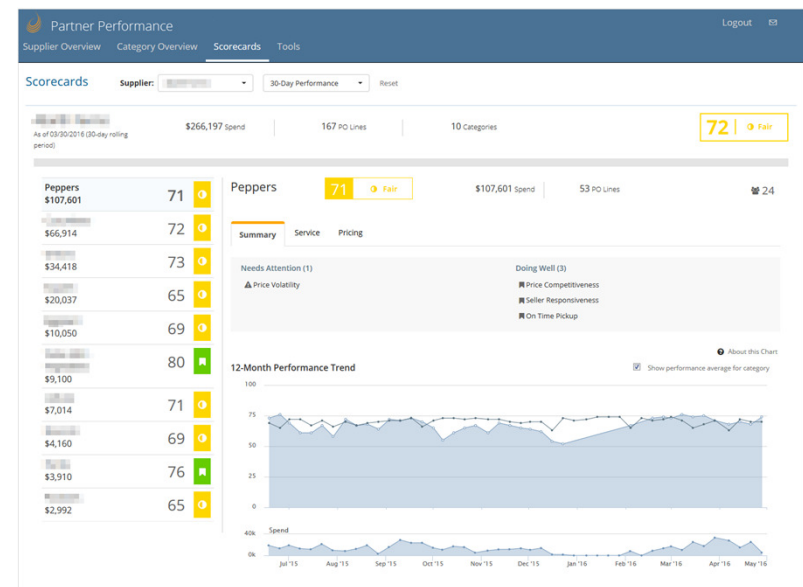 Partner Performance
Logout
Supplier Overview Category Overview Scorecards Tools
Scorecards Supplier: 30-Day Performance Reset
As of 03/30/2016 (30-day rolling
period)
$266,197 Spend 167 PO Lines 10 Categories
72 Fair
Peppers
$107,601
71
72
$66,914
73
$34,418
65
$20,037
69
$10,050
80
$9,100
71
$7,014
69
$4,160
76
$3,910
65
$2,992
Peppers 71 Fair $107,601 Spend 53 PO Lines 24
Summary Service Pricing
Needs Attention (1)
Price Volatility
Doing Well (3)
Price Competitiveness
Seller Responsiveness
On Time Pickup
About this Chart
12-Month Performance Trend
Show performance average for category
100
75
50
25
0
Spend
40k
0k
Jul '15 Aug '15 Sep '15 Oct '15 Nov '15 Dec '15 Jan '16 Feb '16 Mar '16 Apr '16 May '16